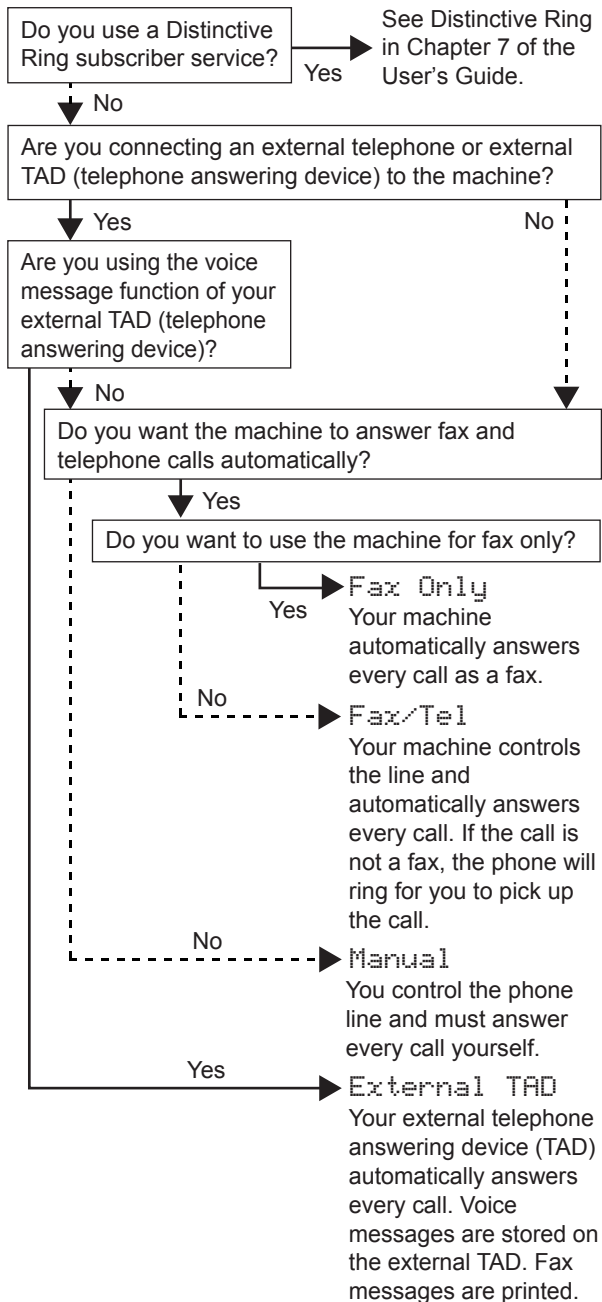 Do you use a Distinctive
Ring subscriber service?
Yes
See Distinctive Ring
in Chapter 7 of the
User's Guide.
No
Are you connecting an external telephone or external
TAD (telephone answering device) to the machine?
Yes
No
Are you using the voice
message function of your
external TAD (telephone
answering device)?
No
Do you want the machine to answer fax and
telephone calls automatically?
Yes
Do you want to use the machine for fax only?
Yes
Fax Only
Your machine
automatically answers
every call as a fax.
No
Fax/Tel
Your machine controls
the line and
automatically answers
every call. If the call is
not a fax, the phone will
ring for you to pick up
the call.
No
Manual
You control the phone
line and must answer
every call yourself.
Yes
External TAD
Your external telephone
answering device (TAD)
automatically answers
every call. Voice
messages are stored on
the external TAD. Fax
messages are printed.